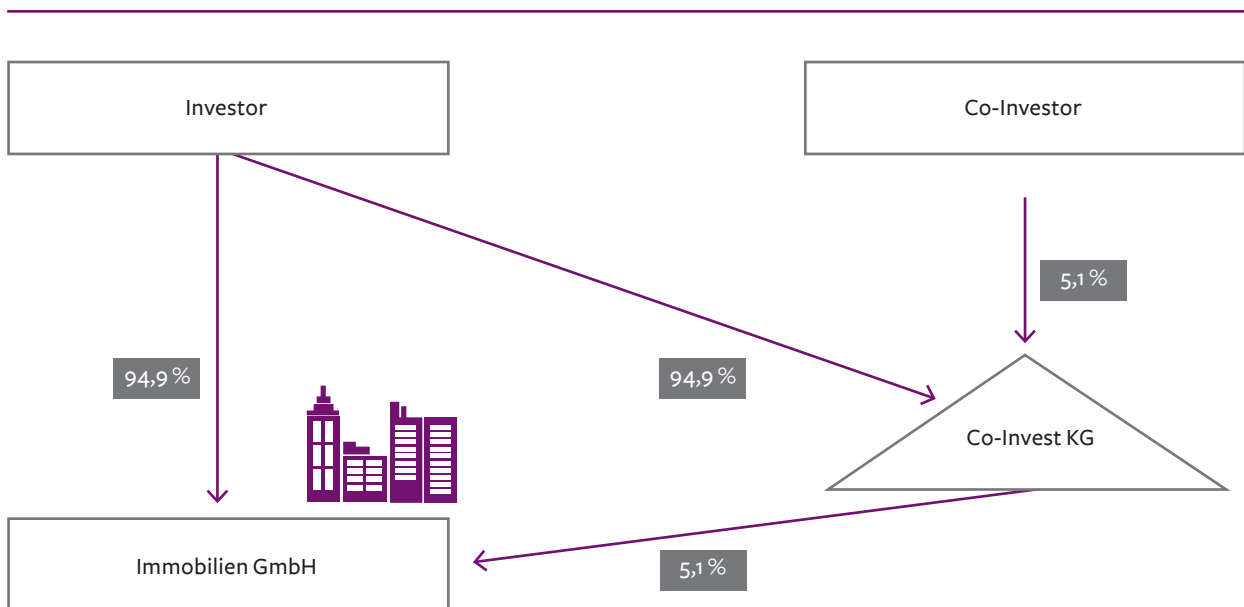 Investor
Co-Investor
5,1 %
94,9 %
94,9 %
Co-Invest KG
Immobilien GmbH
5,1 %